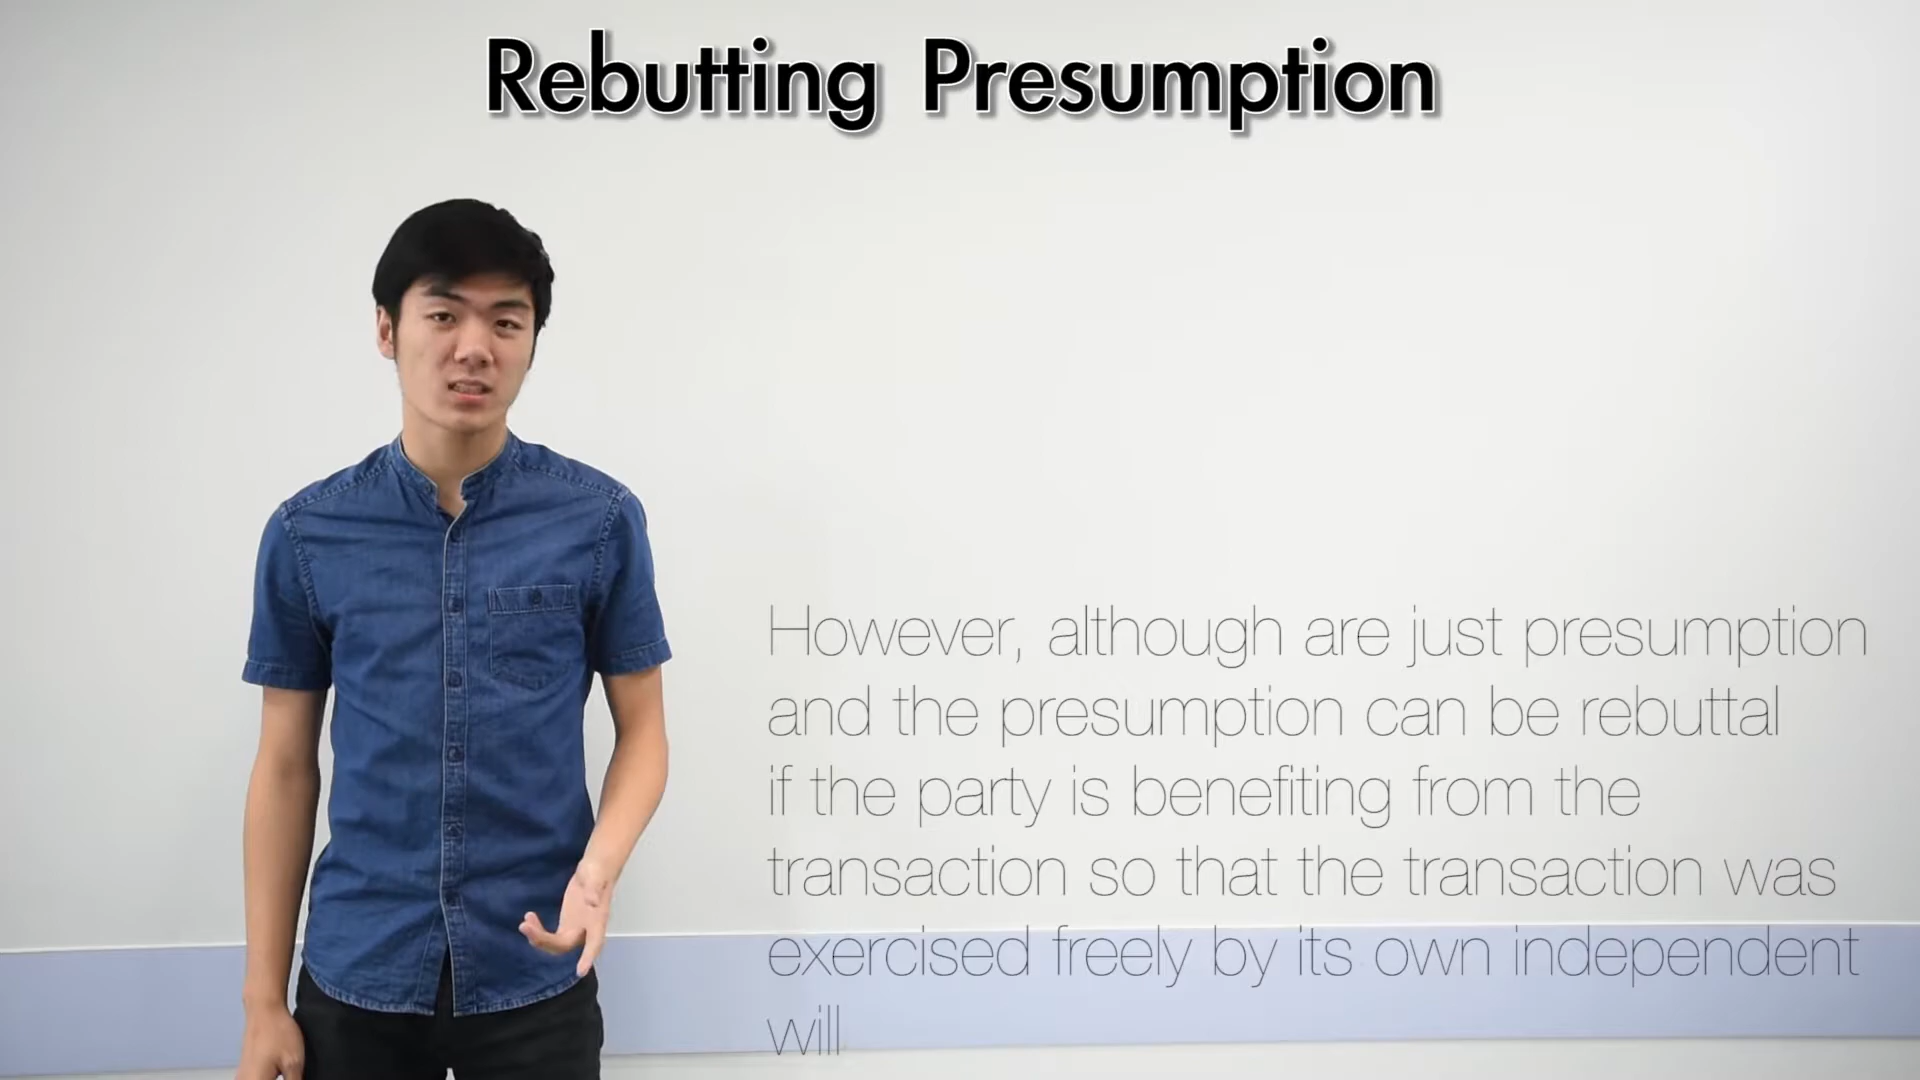 Rebutting Presumption
However, although are just presumption
and the presumption can be rebuttal
if the party is benefiting from the
transaction so that the transaction was
exercised freely by its own independent
will